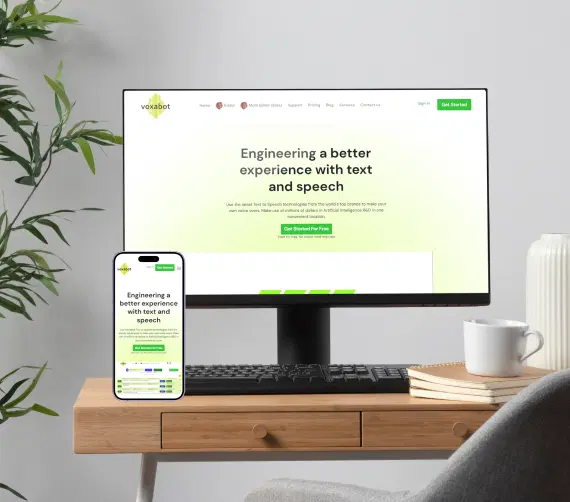 voxabot
Home Editor Multi Editor (Beta) Support Pricing Blog Services Contact us
Sign in Get Started
Engineering a better
experience with text
and speech
Use the latest Text to Speech technologies from the world's top brands to make your
own voice overs. Make use of millions of dollars in Artificial Intelligence R&D in one
convenient location.
Get Started For Free
voxabot
Sign in Get Started
Engineering a
better experience
with text and
speech
Get Started For Free